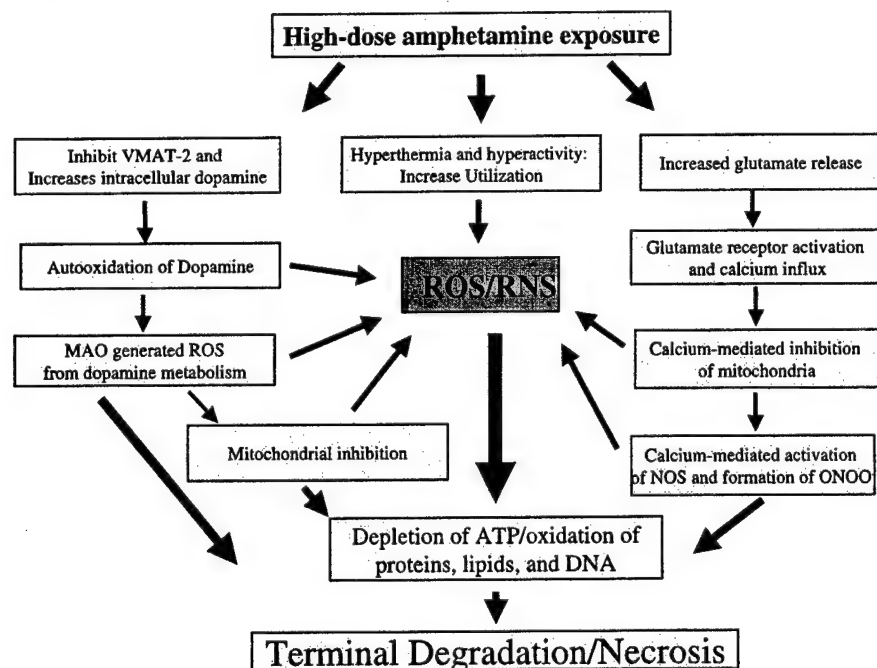 High-dose amphetamine exposure
Inhibit VMAT-2 and
Increases intracellular dopamine
Hyperthermia and hyperactivity:
Increase Utilization
Increased glutamate release
Autooxidation of Dopamine
ROS/RNS
Glutamate receptor activation
and calcium influx
MAO generated ROS
from dopamine metabolism
Calcium-mediated inhibition
of mitochondria
Mitochondrial inhibition
Calcium-mediated activation
of NOS and formation of ONOO
Depletion of ATP/oxidation of
proteins, lipids, and DNA
Terminal Degradation/Necrosis